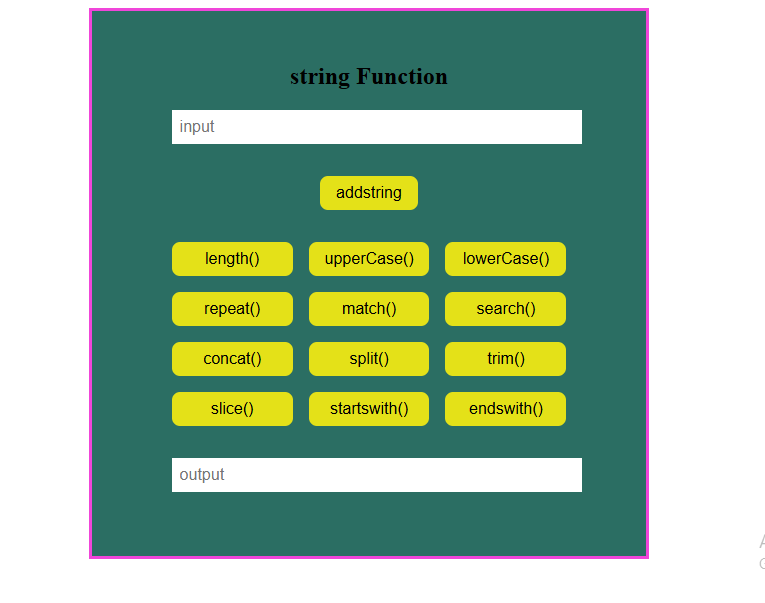 string Function
input
addstring
length() upperCase() lowerCase()
repeat() match() search()
concat() split() trim()
slice() startswith() endswith()
output